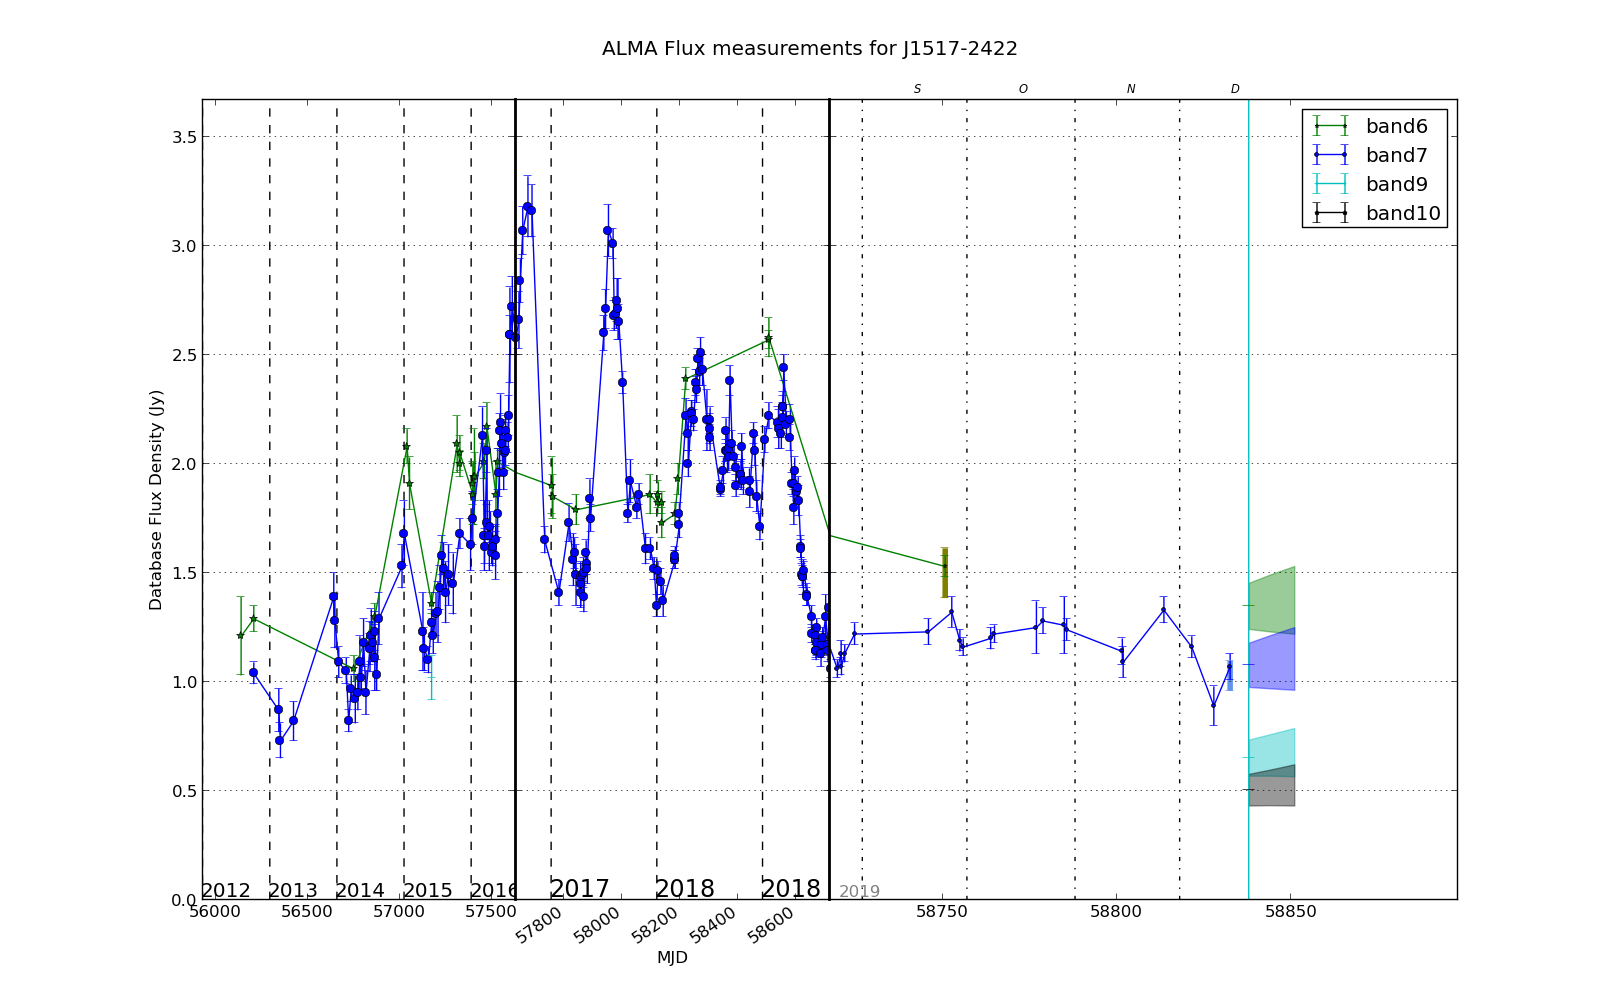 ALMA Flux measurements for J1517-2422
S O N D
band6
band7
band9
band10
3.5
3.0
2.5
2.0
1.5
1.0
0.5
0.0
Database Flux Density (Jy)
2012 2013 2014 2015 2016 2017 2018 2018 2019
56000 56500 57000 57500 57800 58000 58200 58400 58600 58750 58800 58850
MJD